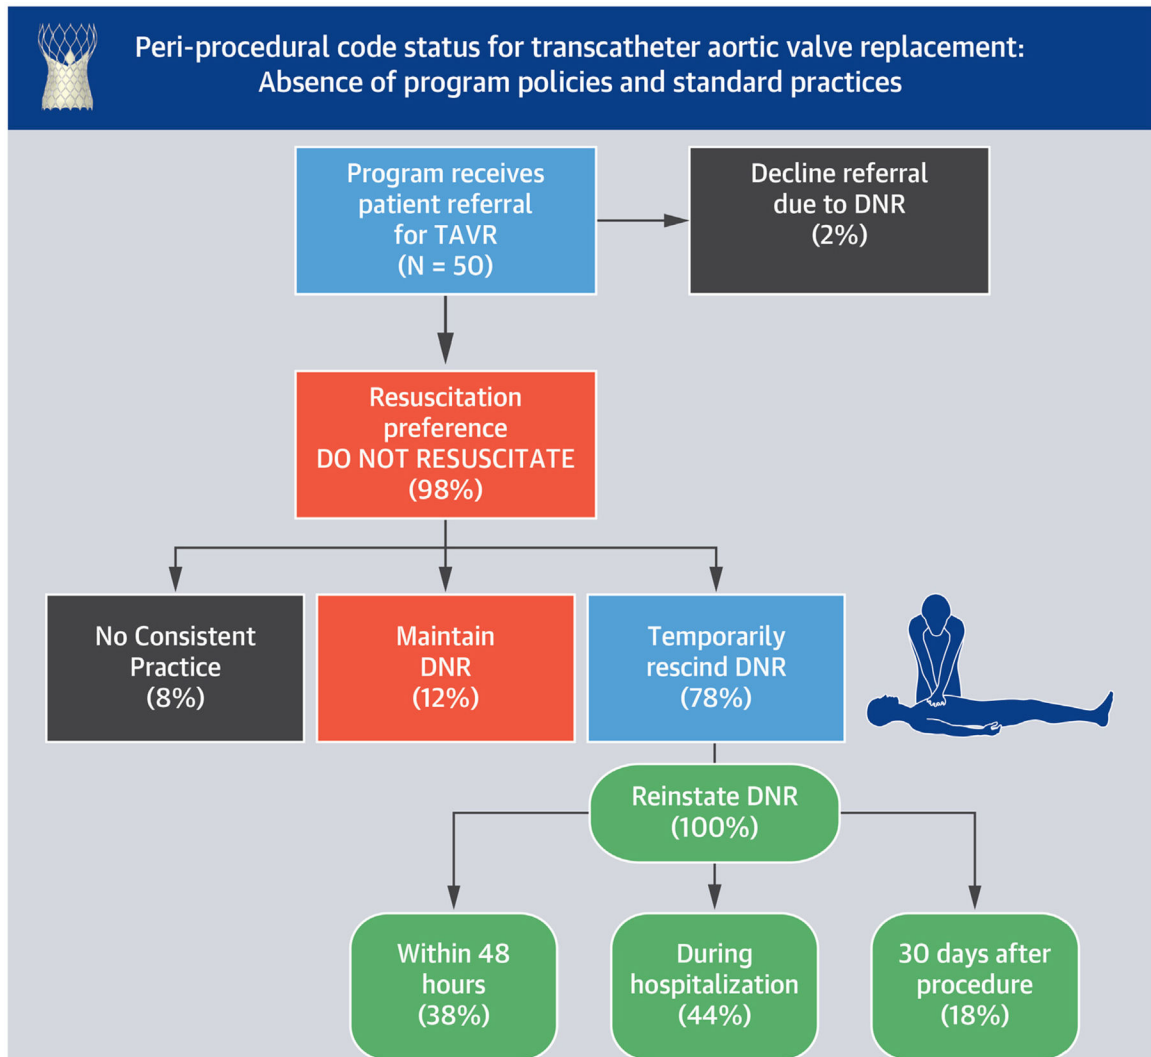 Peri-procedural code status for transcatheter aortic valve replacement:
Absence of program policies and standard practices
Program receives
patient referral
for TAVR
(N = 50)
Decline referral
due to DNR
(2%)
Resuscitation
preference
DO NOT RESUSCITATE
(98%)
No Consistent
Practice
(8%)
Maintain
DNR
(12%)
Temporarily
rescind DNR
(78%)
Reinstate DNR
(100%)
Within 48
hours
(38%)
During
hospitalization
(44%)
30 days after
procedure
(18%)